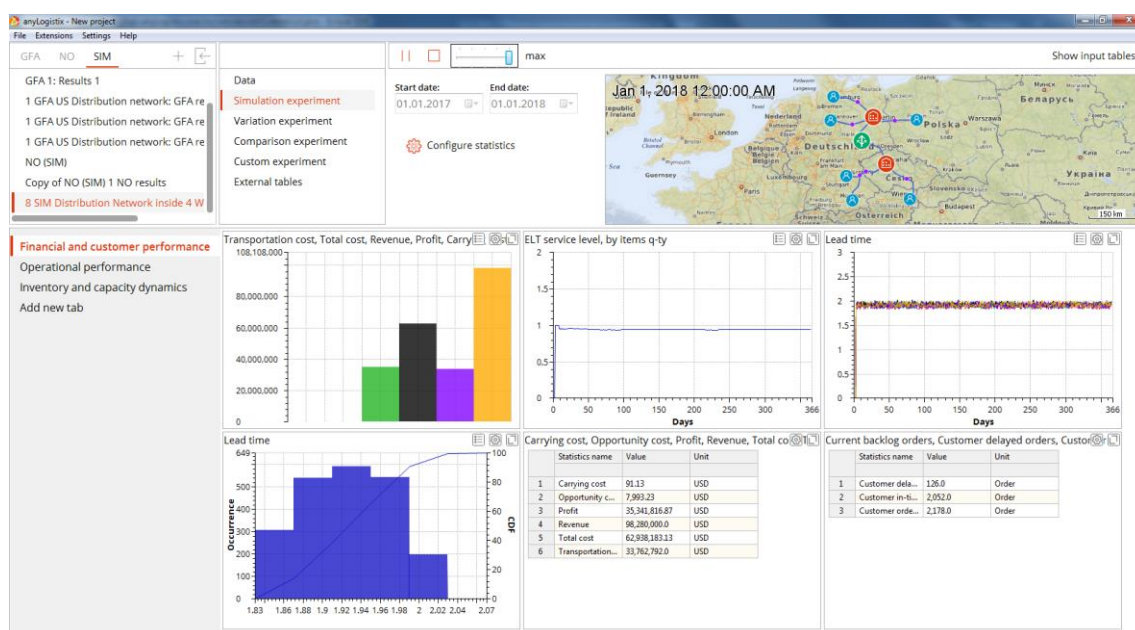 anyLogistix - New project
File Extensions Settings Help
GFA NO SIM
GFA 1: Results 1
1 GFA US Distribution network: GFA re
1 GFA US Distribution network: GFA re
1 GFA US Distribution network: GFA re
NO (SIM)
Copy of NO (SIM) 1 NO results
8 SIM Distribution Network inside 4 W
Data
Simulation experiment
Variation experiment
Comparison experiment
Custom experiment
External tables
max
Show input tables
Start date: End date:
01.01.2017 01.01.2018
Configure statistics
Jan 1, 2018 12:00:00 AM
Kingdom
Birmingham
London
Plymouth
Guernsey
Nederland
Belgique
België
Belgien
Luxembourg
Paris
Deutschland
Hamburg
Frankfurt
am Main
Stuttgart
Polska
Warszawa
Kraków
Česko
Wien
Slovensko
Budapest
Österreich
Беларусь
Минск
Україна
150 km
Financial and customer performance
Operational performance
Inventory and capacity dynamics
Add new tab
Transportation cost, Total cost, Revenue, Profit, Carry
108,108.000
80,000.000
60,000.000
40,000.000
20,000.000
0
ELT service level, by items q-ty
2
1.5
1
0.5
0
0 50 100 150 200 250 300 366
Days
Lead time
3
2.5
2
1.5
1
0.5
0
0 50 100 150 200 250 300 366
Days
Lead time
649
500
400
300
200
100
0
Occurrence
100
80
60
40
20
0
CDF
1.83 1.86 1.88 1.9 1.92 1.94 1.96 1.98 2 2.02 2.04 2.07
Carrying cost, Opportunity cost, Profit, Revenue, Total co
Statistics name Value Unit
1 Carrying cost 91.13 USD
2 Opportunity c... 7,993.23 USD
3 Profit 35,341,816.87 USD
4 Revenue 98,280,000.0 USD
5 Total cost 62,938,183.13 USD
6 Transportation... 33,762,792.0 USD
Current backlog orders, Customer delayed orders, Custo
Statistics name Value Unit
1 Customer dela... 126.0 Order
2 Customer in-ti... 2,052.0 Order
3 Customer orde... 2,178.0 Order